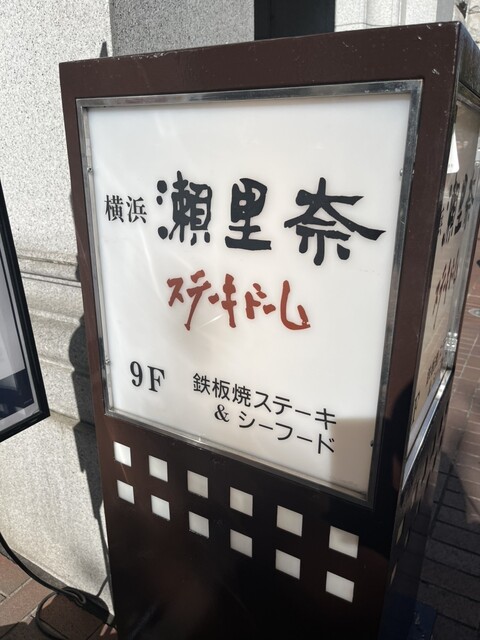 横浜 瀬里奈
ステーキドーム
9F 鉄板焼ステーキ
& シーフード